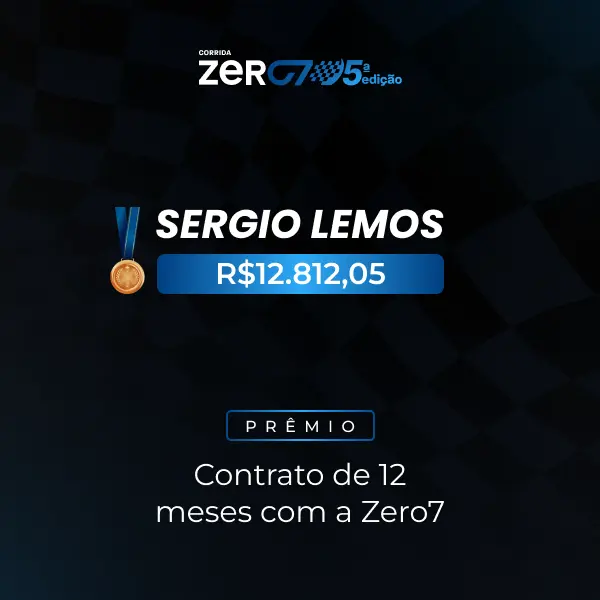 CORRIDA
ZERO7 5ª edição
SERGIO LEMOS
R$12.812,05
PRÊMIO
Contrato de 12
meses com a Zero7